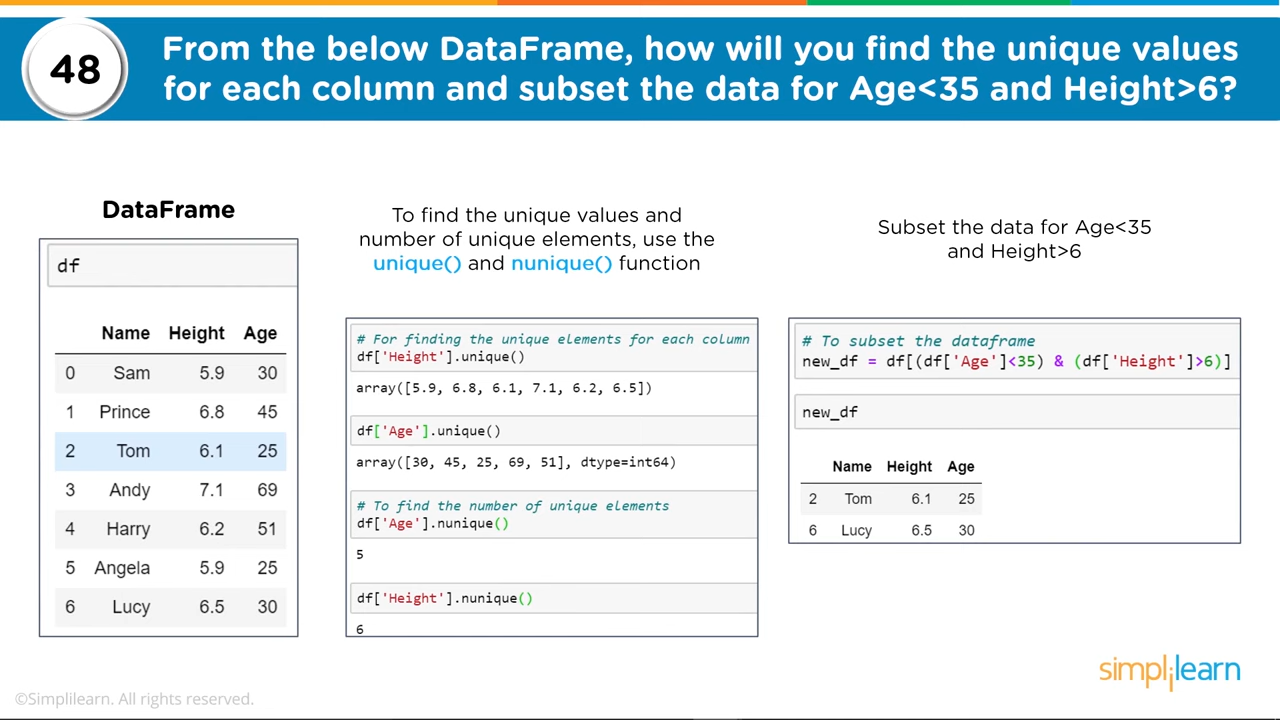 48
From the below DataFrame, how will you find the unique values
for each column and subset the data for Age<35 and Height>6?
DataFrame
df
Name Height Age
0 Sam 5.9 30
1 Prince 6.8 45
2 Tom 6.1 25
3 Andy 7.1 69
4 Harry 6.2 51
5 Angela 5.9 25
6 Lucy 6.5 30
To find the unique values and
number of unique elements, use the
unique() and nunique() function
# For finding the unique elements for each column
df['Height'].unique()
array([5.9, 6.8, 6.1, 7.1, 6.2, 6.5])
df['Age'].unique()
array([30, 45, 25, 69, 51], dtype=int64)
# To find the number of unique elements
df['Age'].nunique()
5
df['Height'].nunique()
6
Subset the data for Age<35
and Height>6
# To subset the dataframe
new_df = df[(df['Age']<35) & (df['Height']>6)]
new_df
Name Height Age
2 Tom 6.1 25
6 Lucy 6.5 30
simplilearn
©Simplilearn. All rights reserved.